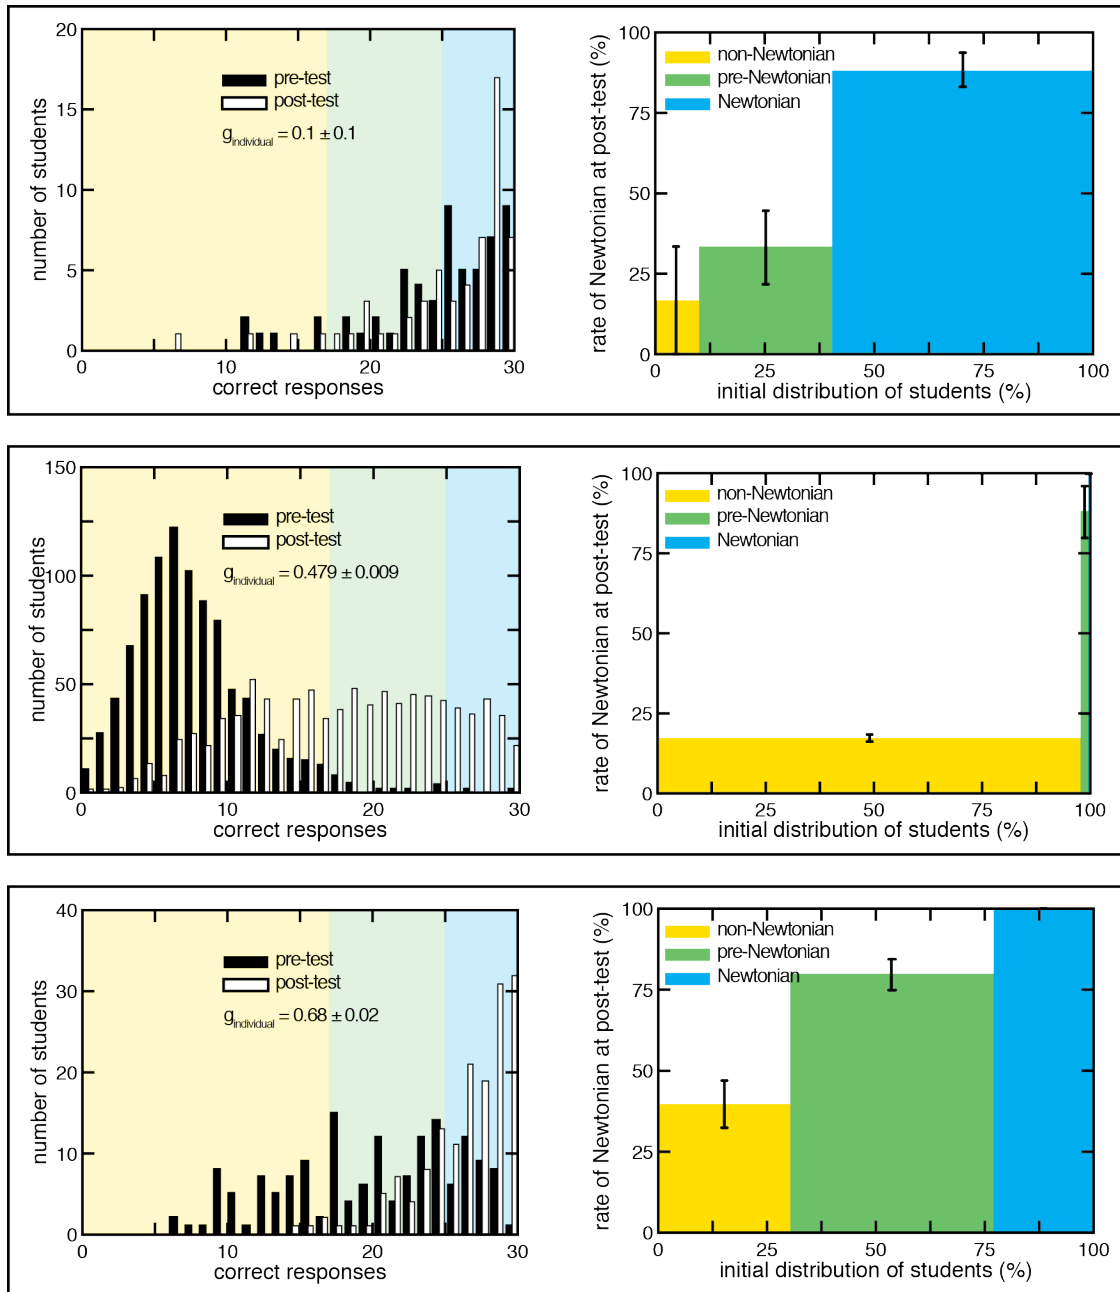 20
15
10
5
0
number of students
pre-test
post-test
g individual = 0.1 ± 0.1
0
20
30
correct responses
100
75
50
25
0
rate of Newtonian at post-test (%)
non-Newtonian
pre-Newtonian
Newtonian
0
25
50
75
100
initial distribution of students (%)
150
100
50
0
number of students
pre-test
post-test
g individual = 0.479 ± 0.009
0
10
20
30
correct responses
100
75
50
25
0
rate of Newtonian at post-test (%)
non-Newtonian
pre-Newtonian
Newtonian
0
25
50
75
100
initial distribution of students (%)
40
30
20
10
0
number of students
pre-test
post-test
g individual = 0.68 ± 0.02
0
10
20
30
correct responses
100
75
50
25
0
rate of Newtonian at post-test (%)
non-Newtonian
pre-Newtonian
Newtonian
0
25
50
75
100
initial distribution of students (%)